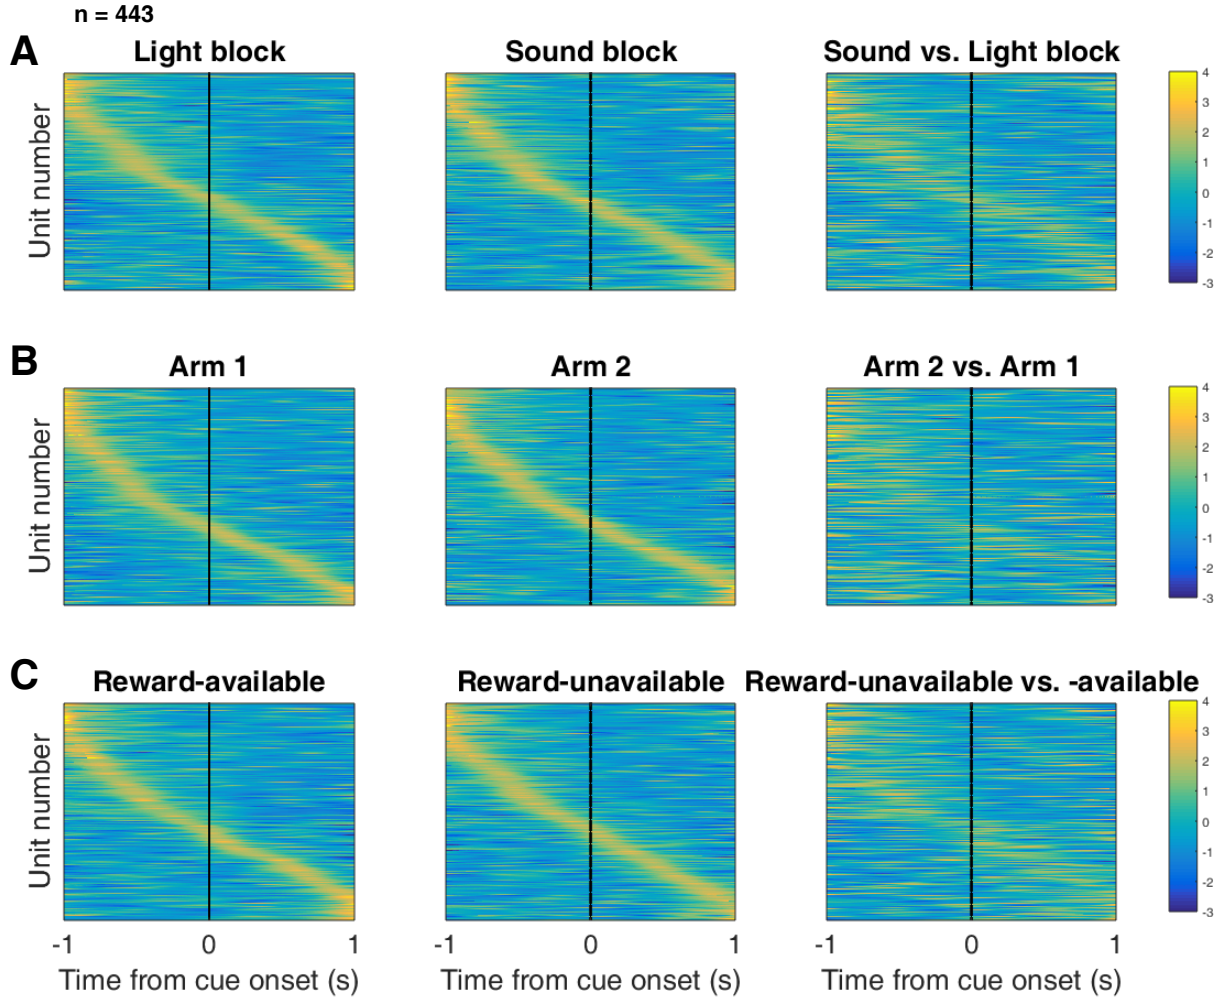 n = 443
A
Light block
Sound block
Sound vs. Light block
Unit number
4
3
2
1
0
-1
-2
-3
B
Arm 1
Arm 2
Arm 2 vs. Arm 1
Unit number
4
3
2
1
0
-1
-2
-3
C
Reward-available
Reward-unavailable
Reward-unavailable vs. -available
Unit number
4
3
2
1
0
-1
-2
-3
-1 0 1
-1 0 1
-1 0 1
Time from cue onset (s)
Time from cue onset (s)
Time from cue onset (s)